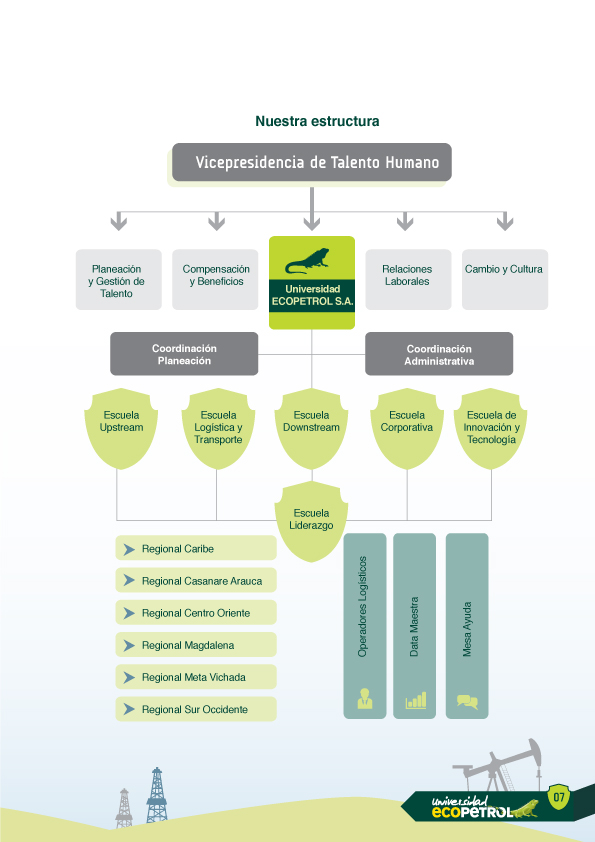 Nuestra estructura
Vicepresidencia de Talento Humano
Planeación
y Gestión de
Talento
Compensación
y Beneficios
Universidad
ECOPETROL S.A.
Relaciones
Laborales
Cambio y Cultura
Coordinación
Planeación
Coordinación
Administrativa
Escuela
Upstream
Escuela
Logística y
Transporte
Escuela
Downstream
Escuela
Corporativa
Escuela de
Innovación y
Tecnología
Escuela
Liderazgo
Regional Caribe
Regional Casanare Arauca
Regional Centro Oriente
Regional Magdalena
Regional Meta Vichada
Regional Sur Occidente
Operadores Logísticos
Data Maestra
Mesa Ayuda
Universidad
ecopetrol
07